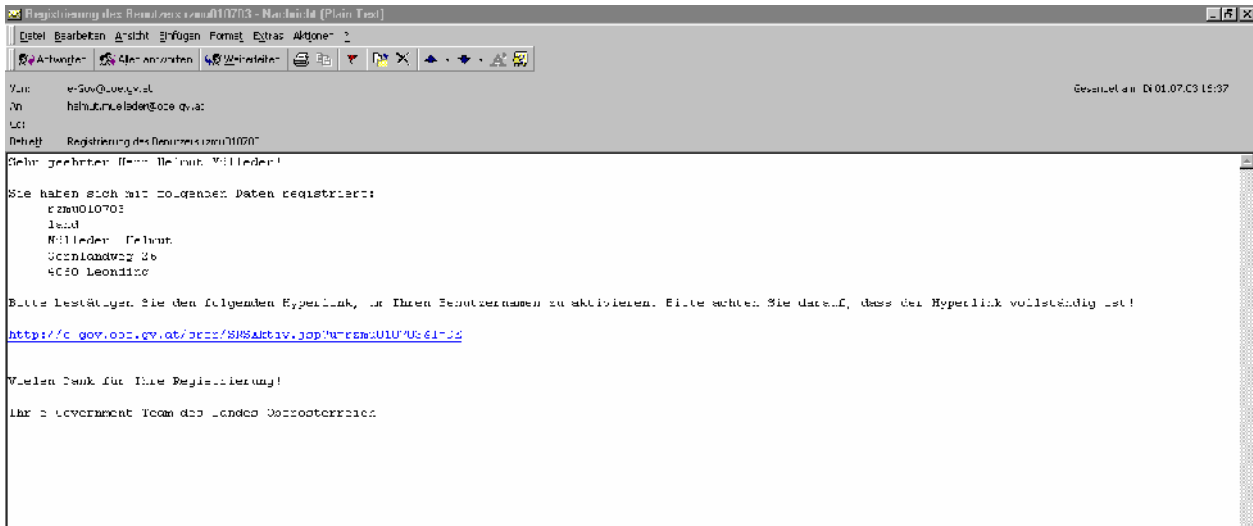 Registrierung des Benutzers rzmu010703 - Nachricht (Plain Text)
Datei Bearbeiten Ansicht Einfügen Format Extras Aktionen ?
Antworten Allen antworten Weiterleiten
Von: e-Gov@ooe.gv.at Gesendet am: Di 01.07.03
An: helmut.muelleder@ooe.gv.at
Cc:
Betreff: Registrierung des Benutzers rzmu010703
Sehr geehrter Herr Helmut Mülleder!
Sie haben sich mit folgenden Daten registriert:
rzmu010703
land
Mülleder Helmut
26
Leonding
Bitte bestätigen Sie den folgenden Hyperlink, um Ihren Benutzernamen zu aktivieren. Bitte achten Sie darauf, dass der Hyperlink vollständig ist!
Vielen Dank für Ihre Registrierung!
Ihr e-Government Team des Landes Oberösterreich